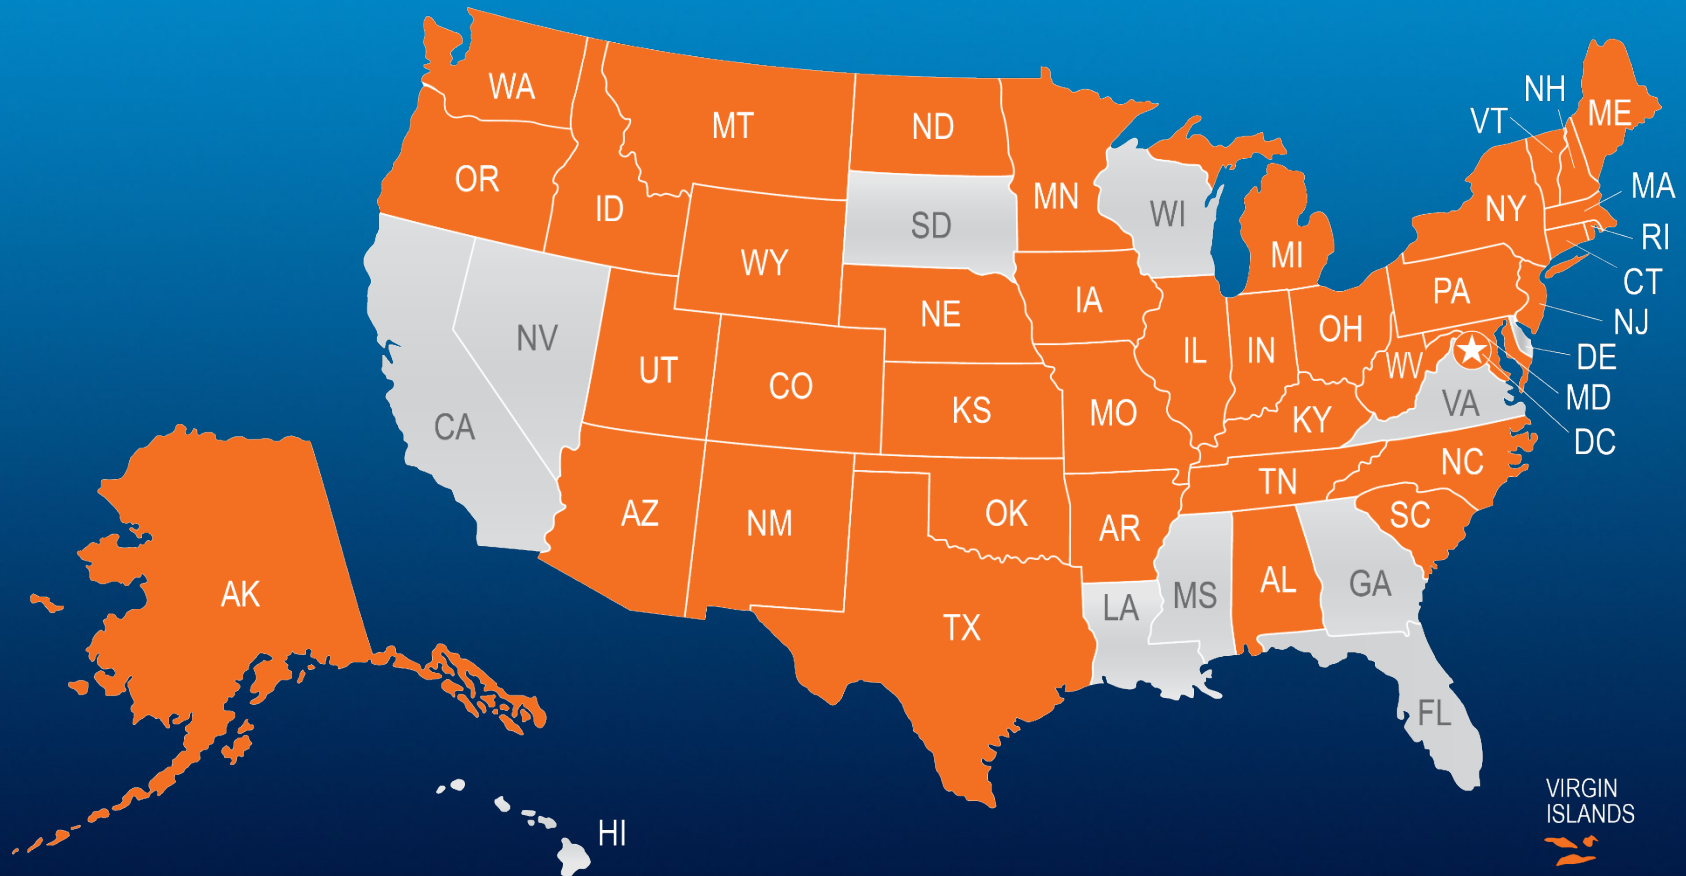 NH
ME
VT
WA
MT
ND
OR
ID
MN
WI
SD
NY
MA
RI
WY
MI
CT
PA
NJ
IA
NE
OH
NV
IL
IN
DE
WV
UT
CO
MD
VA
KS
MO
KY
CA
DC
NC
TN
AZ
NM
OK
AR
SC
AK
LA
MS
AL
GA
TX
FL
VIRGIN
ISLANDS
HI